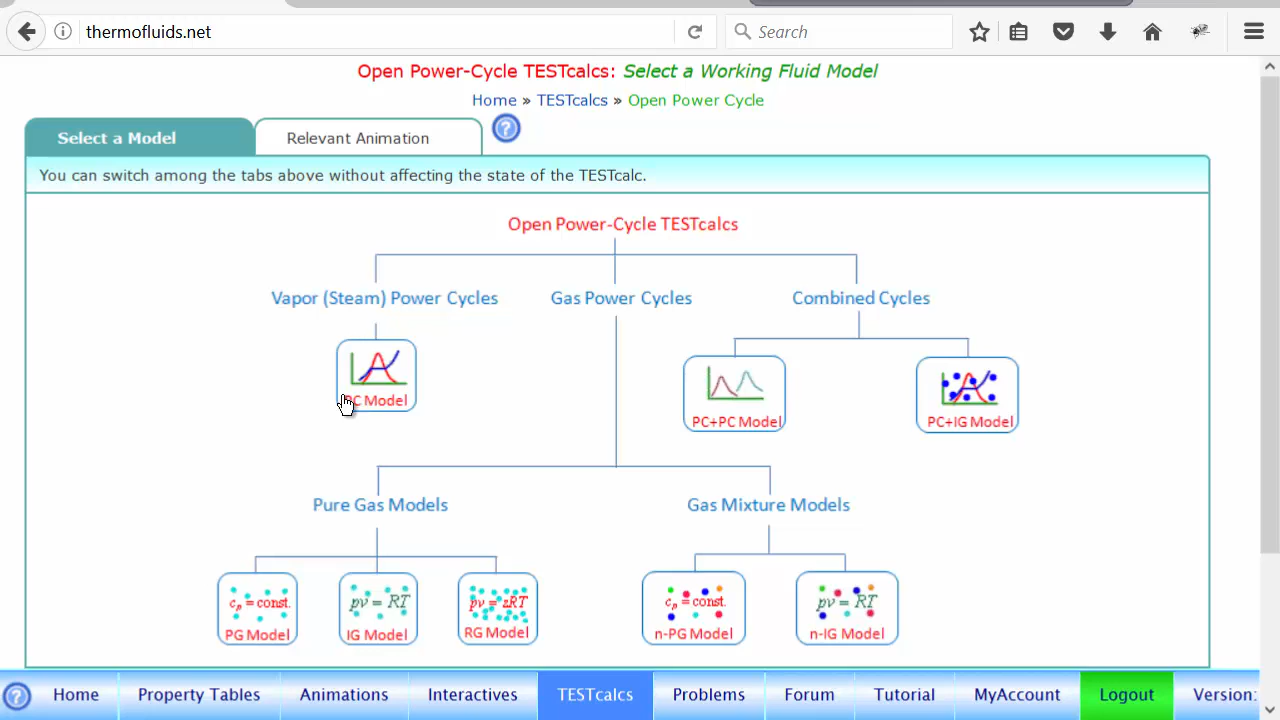 thermofluids.net
Search
Open Power-Cycle TESTcalcs: Select a Working Fluid Model
Home » TESTcalcs » Open Power Cycle
Select a Model
Relevant Animation
?
You can switch among the tabs above without affecting the state of the TESTcalc.
Open Power-Cycle TESTcalcs
Vapor (Steam) Power Cycles
Gas Power Cycles
Combined Cycles
C Model
PC+PC Model
PC+IG Model
Pure Gas Models
Gas Mixture Models
cp = const.
PG Model
pv = RT
IG Model
pv = zRT
RG Model
cp = const.
n-PG Model
pv = RT
n-IG Model
? Home Property Tables Animations Interactives TESTcalcs Problems Forum Tutorial MyAccount Logout Version: